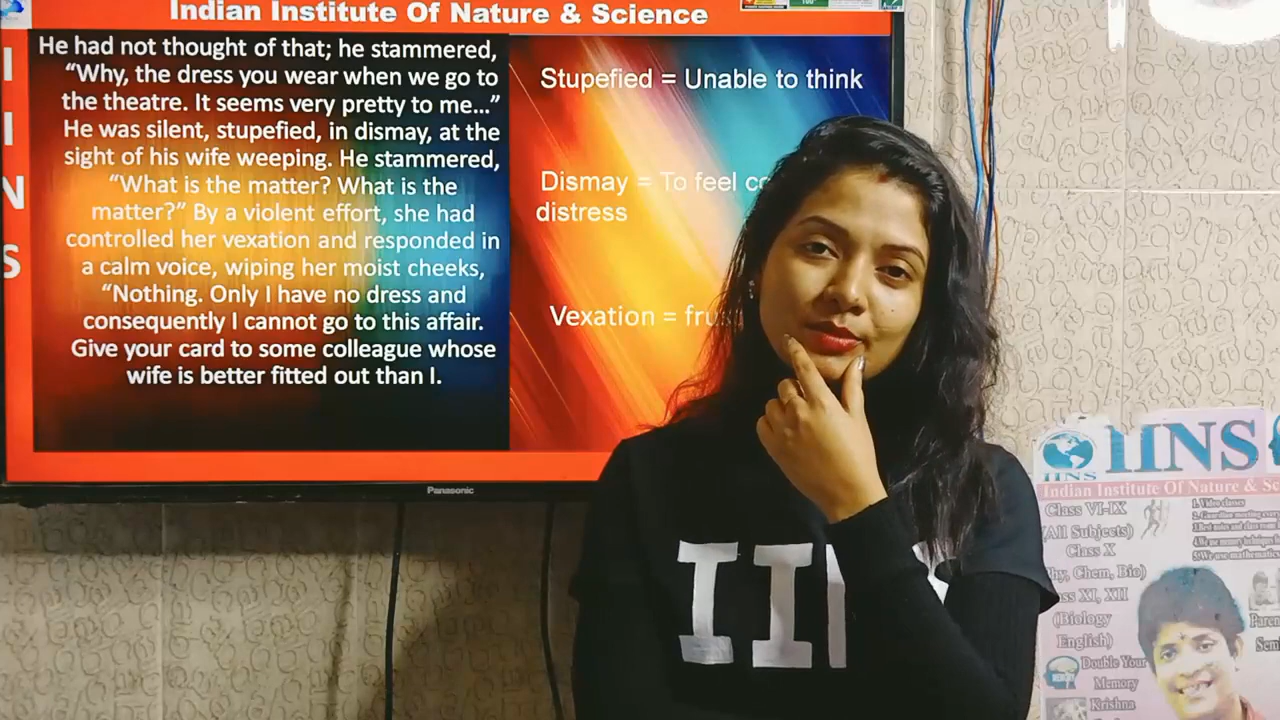 Indian Institute Of Nature & Science
I
I
N
S
He had not thought of that; he stammered,
“Why, the dress you wear when we go to
the theatre. It seems very pretty to me...”
He was silent, stupefied, in dismay, at the
sight of his wife weeping. He stammered,
“What is the matter? What is the
matter?” By a violent effort, she had
controlled her vexation and responded in
a calm voice, wiping her moist cheeks,
“Nothing. Only I have no dress and
consequently I cannot go to this affair.
Give your card to some colleague whose
wife is better fitted out than I.
Stupefied = Unable to think
Dismay = To feel
distress
Vexation =
Panasonic
IINS
IINS
Indian Institute Of Nature &
Class VI-IX
(All Subjects)
Class X
Chem, Bio)
XI, XII
(Biology
English)
Double Your
Memory
Krishna
1. Video classes